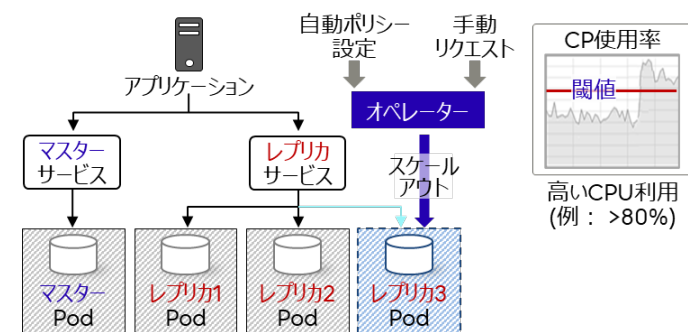 自動ポリシー
設定
手動
リクエスト
CP使用率
閾値
アプリケーション
オペレーター
マスター
サービス
レプリカ
サービス
スケール
アウト
高いCPU利用
(例： >80%)
マスター
Pod
レプリカ1
Pod
レプリカ2
Pod
レプリカ3
Pod